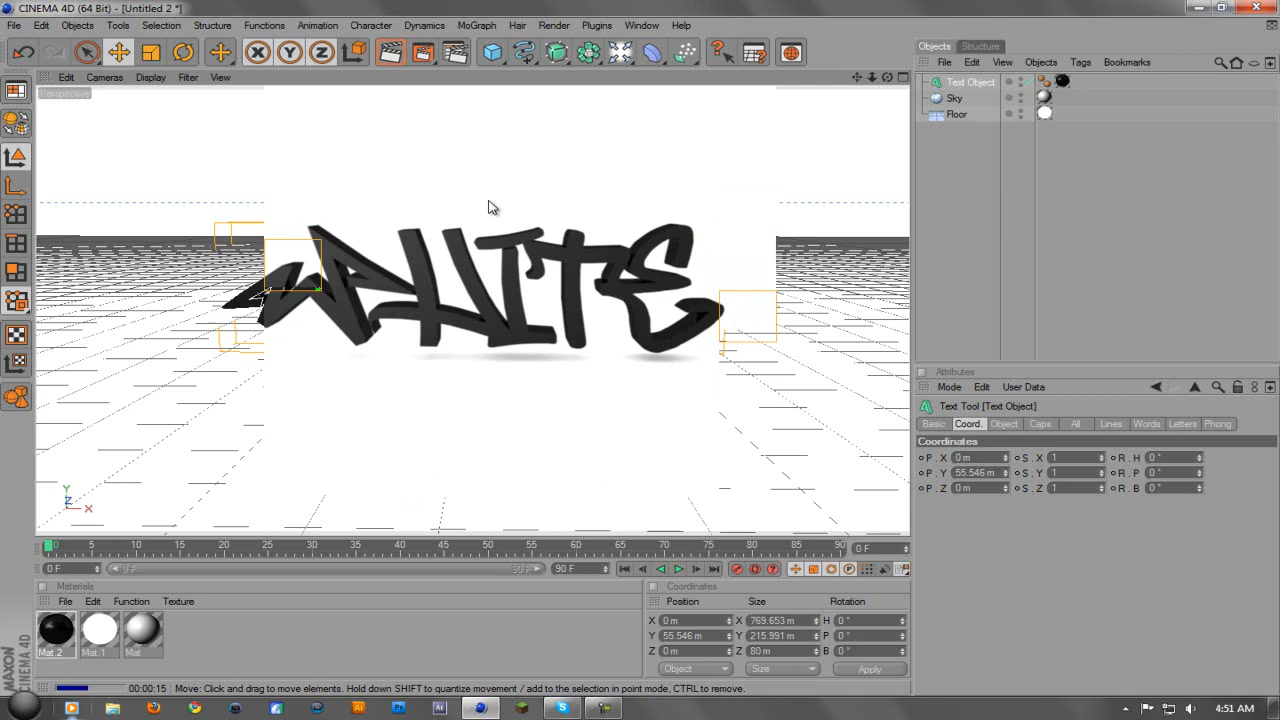 CINEMA 4D (64 Bit) - [Untitled 2 *]
File Edit Objects Tools Selection Structure Functions Animation Character Dynamics MoGraph Hair Render Plugins Window Help
X Y Z
Edit Cameras Display Filter View
Perspective
WHITE
Y
Z
X
0 5 10 15 20 25 30 35 40 45 50 55 60 65 70 75 80 85 90 0 F
0 F 0 F 90 F 90 F
Materials
File Edit Function Texture
Mat.2 Mat.1 Mat
Coordinates
Position Size Rotation
X 0 m X 769.653 m H 0 °
Y 55.546 m Y 215.991 m P 0 °
Z 0 m Z 80 m B 0 °
Object Size Apply
00:00:15 Move: Click and drag to move elements. Hold down SHIFT to quantize movement / add to the selection in point mode, CTRL to remove.
MAXON
CINEMA 4D
Objects Structure
File Edit View Objects Tags Bookmarks
Text Object
Sky
Floor
Attributes
Mode Edit User Data
Text Tool [Text Object]
Basic Coord. Object Caps All Lines Words Letters Phong
Coordinates
P . X 0 m S . X 1 R . H 0 °
P . Y 55.546 m S . Y 1 R . P 0 °
P . Z 0 m S . Z 1 R . B 0 °
Ai Ps Ae
4:51 AM